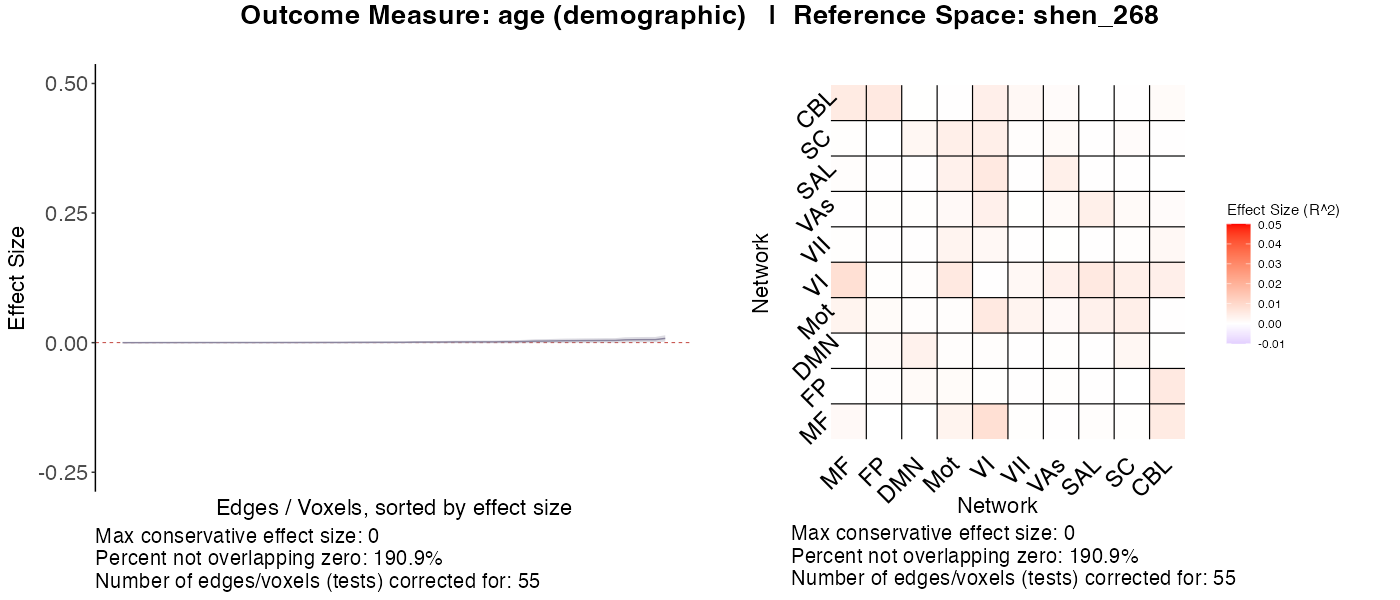 Outcome Measure: age (demographic) | Reference Space: shen_268
0.50
0.25
0.00
-0.25
Effect Size
Edges / Voxels, sorted by effect size
Max conservative effect size: 0
Percent not overlapping zero: 190.9%
Number of edges/voxels (tests) corrected for: 55
Network
CBL
SC
SAL
VAs
VII
VI
Mot
DMN
FP
MF
MF
FP
DMN
Mot
VI
VII
VAs
SAL
SC
CBL
Network
Effect Size (R^2)
0.05
0.04
0.03
0.02
0.01
0.00
-0.01
Max conservative effect size: 0
Percent not overlapping zero: 190.9%
Number of edges/voxels (tests) corrected for: 55